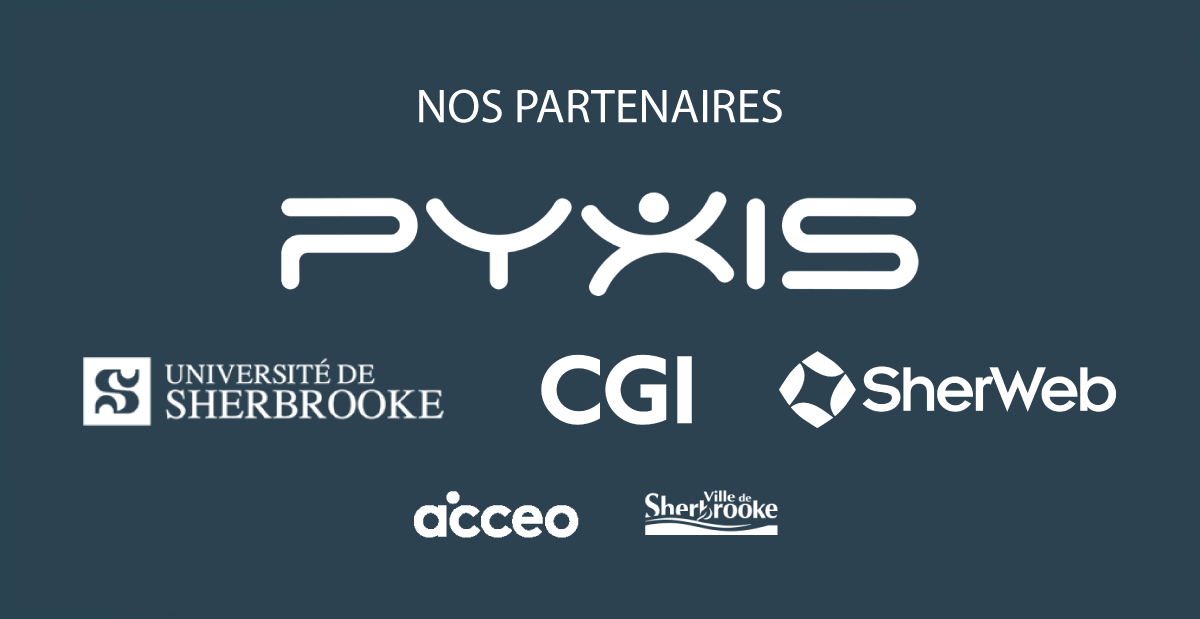 NOS PARTENAIRES
PYXIS
UNIVERSITÉ DE
SHERBROOKE
CGI
SherWeb
acceo
Ville de
Sherbrooke